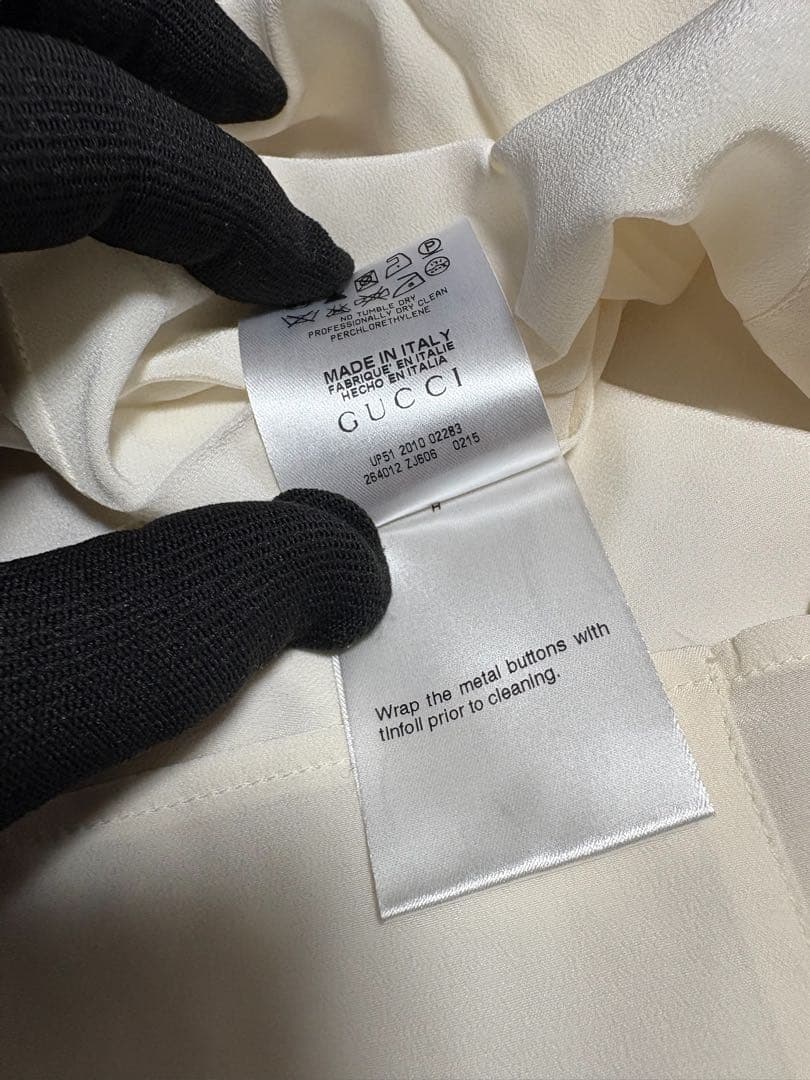 NO TUMBLE DRY
PROFESSIONALLY DRY CLEAN
PERCHLORETHYLENE
MADE IN ITALY
FABRIQUE' EN ITALIE
HECHO EN ITALIA
GUCCI
UP51 2010 02283
264012 ZJ606 0215
H
Wrap the metal buttons with
tinfoil prior to cleaning.